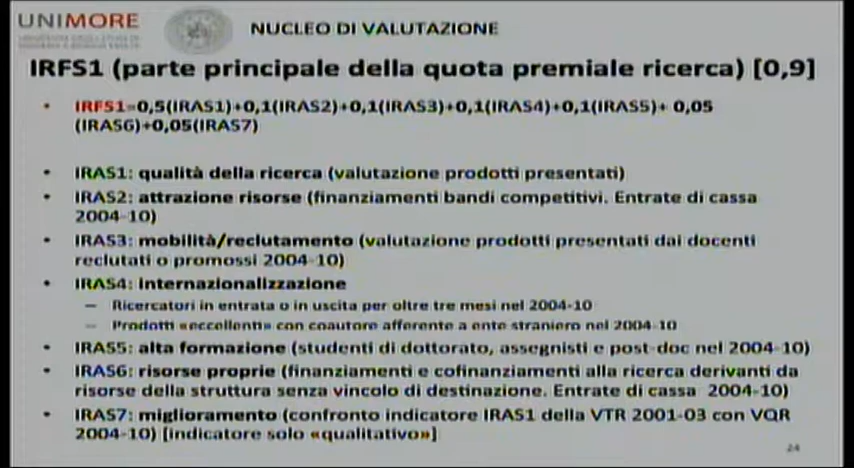 UNIMORE
NUCLEO DI VALUTAZIONE
IRFS1 (parte principale della quota premiale ricerca) [0,9]
• IRFS1=0,5(IRAS1)+0,1(IRAS2)+0,1(IRAS3)+0,1(IRAS4)+0,1(IRAS5)+ 0,05
(IRAS6)+0,05(IRAS7)
• IRAS1: qualità della ricerca (valutazione prodotti presentati)
• IRAS2: attrazione risorse (finanziamenti bandi competitivi. Entrate di cassa
2004-10)
• IRAS3: mobilità/reclutamento (valutazione prodotti presentati dai docenti
reclutati o promossi 2004-10)
• IRAS4: internazionalizzazione
– Ricercatori in entrata o in uscita per oltre tre mesi nel 2004-10
– Prodotti «eccellenti» con coautore afferente a ente straniero nel 2004-10
• IRAS5: alta formazione (studenti di dottorato, assegnisti e post-doc nel 2004-10)
• IRAS6: risorse proprie (finanziamenti e cofinanziamenti alla ricerca derivanti da
risorse della struttura senza vincolo di destinazione. Entrate di cassa 2004-10)
• IRAS7: miglioramento (confronto indicatore IRAS1 della VTR 2001-03 con VQR
2004-10) [indicatore solo «qualitativo»]
24